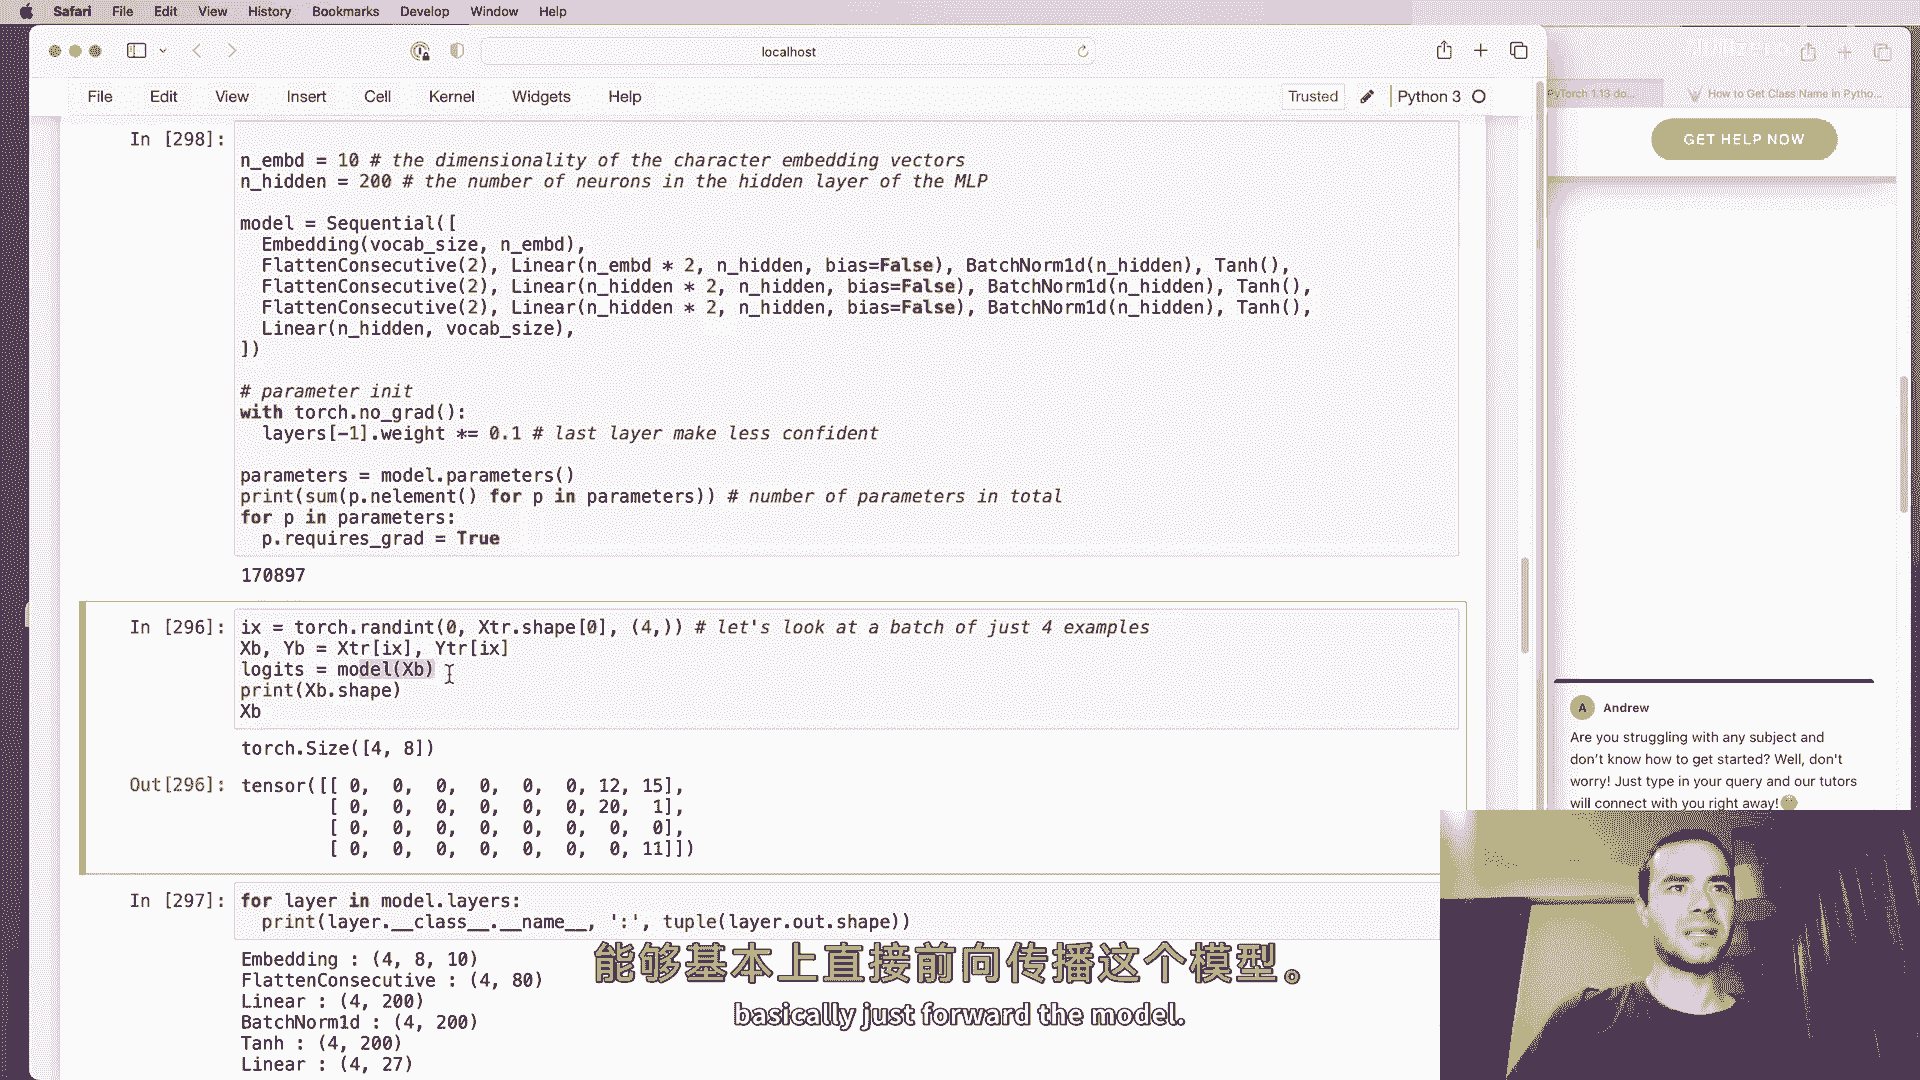 Safari File Edit View History Bookmarks Develop Window Help
localhost
File Edit View Insert Cell Kernel Widgets Help Trusted Python 3
PyTorch 1.13 do... How to Get Class Name in Pytho...
GET HELP NOW
In [298]:
n_embd = 10 # the dimensionality of the character embedding vectors
n_hidden = 200 # the number of neurons in the hidden layer of the MLP
model = Sequential([
  Embedding(vocab_size, n_embd),
  FlattenConsecutive(2), Linear(n_embd * 2, n_hidden, bias=False), BatchNorm1d(n_hidden), Tanh(),
  FlattenConsecutive(2), Linear(n_hidden * 2, n_hidden, bias=False), BatchNorm1d(n_hidden), Tanh(),
  FlattenConsecutive(2), Linear(n_hidden * 2, n_hidden, bias=False), BatchNorm1d(n_hidden), Tanh(),
  Linear(n_hidden, vocab_size),
])
# parameter init
with torch.no_grad():
  layers[-1].weight *= 0.1 # last layer make less confident
parameters = model.parameters()
print(sum(p.nelement() for p in parameters)) # number of parameters in total
for p in parameters:
  p.requires_grad = True
170897
In [296]: ix = torch.randint(0, Xtr.shape[0], (4,)) # let's look at a batch of just 4 examples
Xb, Yb = Xtr[ix], Ytr[ix]
logits = model(Xb)
print(Xb.shape)
Xb
torch.Size([4, 8])
Out[296]: tensor([[ 0, 0, 0, 0, 0, 0, 12, 15],
[ 0, 0, 0, 0, 0, 0, 20, 1],
[ 0, 0, 0, 0, 0, 0, 0, 0],
[ 0, 0, 0, 0, 0, 0, 0, 11]])
In [297]: for layer in model.layers:
  print(layer.__class__.__name__, ':', tuple(layer.out.shape))
Embedding : (4, 8, 10)
FlattenConsecutive : (4, 80)
Linear : (4, 200)
BatchNorm1d : (4, 200)
Tanh : (4, 200)
Linear : (4, 27)
A Andrew
Are you struggling with any subject and
don't know how to get started? Well, don't
worry! Just type in your query and our tutors
will connect with you right away!
能够基本上直接前向传播这个模型。
basically just forward the model.